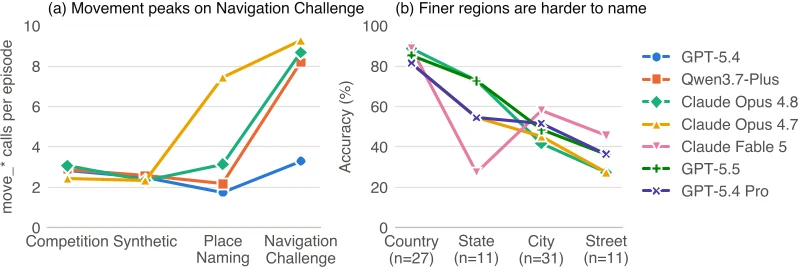 (a) Movement peaks on Navigation Challenge
(b) Finer regions are harder to name
move_* calls per episode
10
8
6
4
2
0
Competition
Synthetic
Place
Naming
Navigation
Challenge
Accuracy (%)
100
80
60
40
20
0
Country
(n=27)
State
(n=11)
City
(n=31)
Street
(n=11)
GPT-5.4
Qwen3.7-Plus
Claude Opus 4.8
Claude Opus 4.7
Claude Fable 5
GPT-5.5
GPT-5.4 Pro